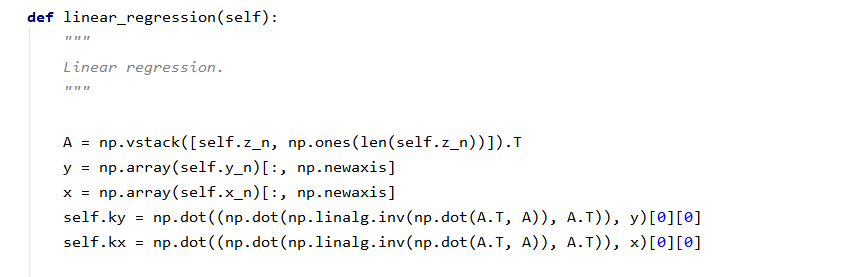 def linear_regression(self):
    """
    Linear regression.
    """

    A = np.vstack([self.z_n, np.ones(len(self.z_n))]).T
    y = np.array(self.y_n)[:, np.newaxis]
    x = np.array(self.x_n)[:, np.newaxis]
    self.ky = np.dot((np.dot(np.linalg.inv(np.dot(A.T, A)), A.T)), y)[0][0]
    self.kx = np.dot((np.dot(np.linalg.inv(np.dot(A.T, A)), A.T)), x)[0][0]